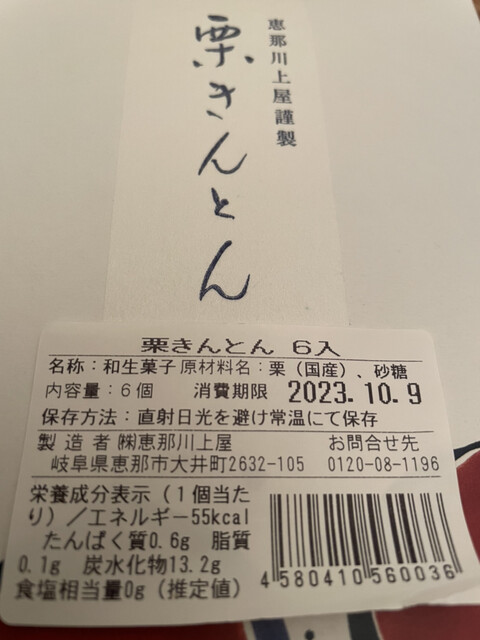 恵那川上屋謹製
栗きんとん
栗きんとん 6入
名称:和生菓子 原材料名:栗(国産)、砂糖
内容量:6個 消費期限 2023.10.9
保存方法:直射日光を避け常温にて保存
製造者 ㈱恵那川上屋 お問合せ先
岐阜県恵那市大井町2632-105 0120-08-1196
栄養成分表示(1個当た
り)/エネルギー55kcal
たんぱく質0.6g 脂質
0.1g 炭水化物13.2g
食塩相当量0g(推定値)
4580410560036